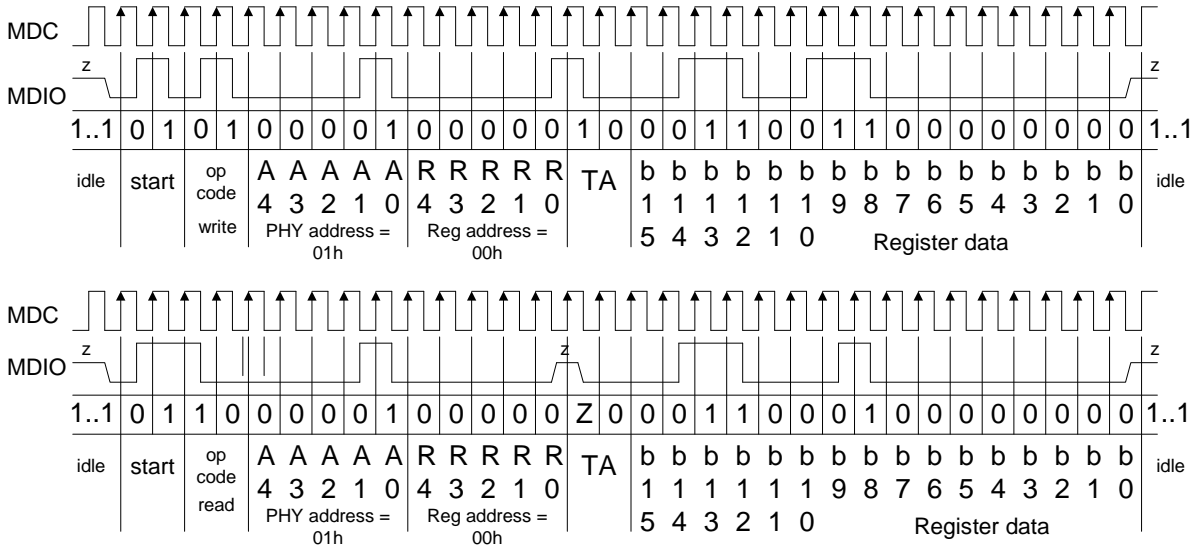 MDC
z z
MDIO
1..1 0 1 0 1 0 0 0 0 1 0 0 0 0 0 1 0 0 0 1 1 0 0 1 1 0 0 0 0 0 0 0 0 1..1
idle start op A A A A A R R R R R TA b b b b b b b b b b b b b b b b idle
code 4 3 2 1 0 4 3 2 1 0 1 1 1 1 1 1 9 8 7 6 5 4 3 2 1 0
write PHY address = Reg address = 5 4 3 2 1 0 Register data
01h 00h
MDC
z z z
MDIO
1..1 0 1 1 0 0 0 0 0 1 0 0 0 0 0 Z 0 0 0 1 1 0 0 0 1 0 0 0 0 0 0 0 0 1..1
idle start op A A A A A R R R R R TA b b b b b b b b b b b b b b b b idle
code 4 3 2 1 0 4 3 2 1 0 1 1 1 1 1 1 9 8 7 6 5 4 3 2 1 0
read PHY address = Reg address = 5 4 3 2 1 0 Register data
01h 00h